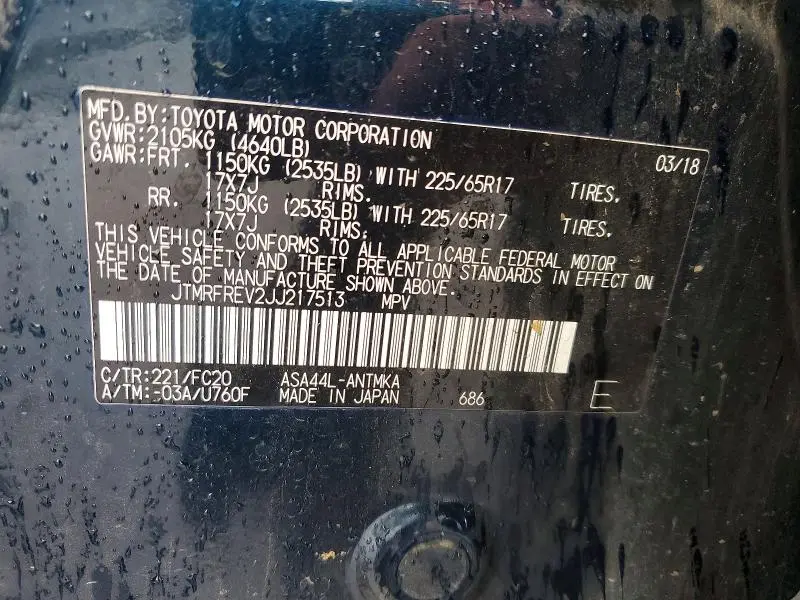 MFD.BY:TOYOTA MOTOR CORPORATION 03/18
GVWR:2105KG (4640LB)
GAWR:FRT. 1150KG (2535LB) WITH 225/65R17 TIRES.
17X7J RIMS.
RR. 1150KG (2535LB) WITH 225/65R17 TIRES.
17X7J RIMS.
THIS VEHICLE CONFORMS TO ALL APPLICABLE FEDERAL MOTOR
VEHICLE SAFETY AND THEFT PREVENTION STANDARDS IN EFFECT ON
THE DATE OF MANUFACTURE SHOWN ABOVE.
JTMRFREV2JJ217513 MPV
C/TR:221/FC20 ASA44L-ANTMKA
A/TM:-03A/U760F MADE IN JAPAN 686 E